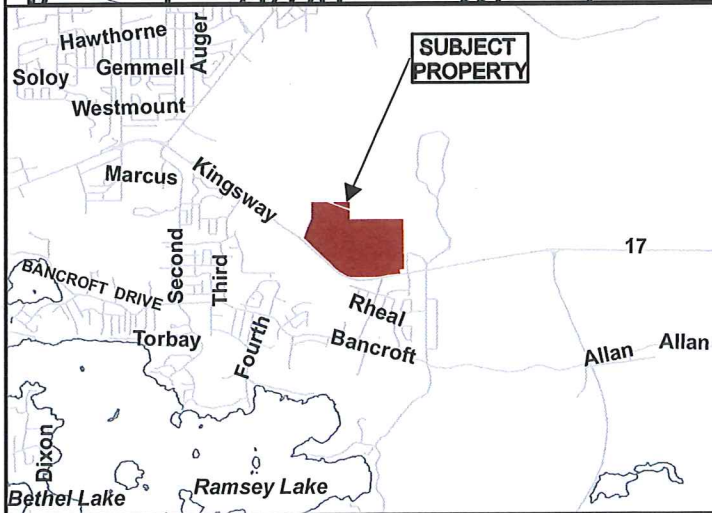 Hawthorne
Auger
SUBJECT
PROPERTY
Soloy
Gemmell
Westmount
Marcus
Kingsway
17
Second
Third
BANCROFT DRIVE
Rheal
Torbay
Fourth
Bancroft
Allan
Allan
Dixon
Bethel Lake
Ramsey Lake